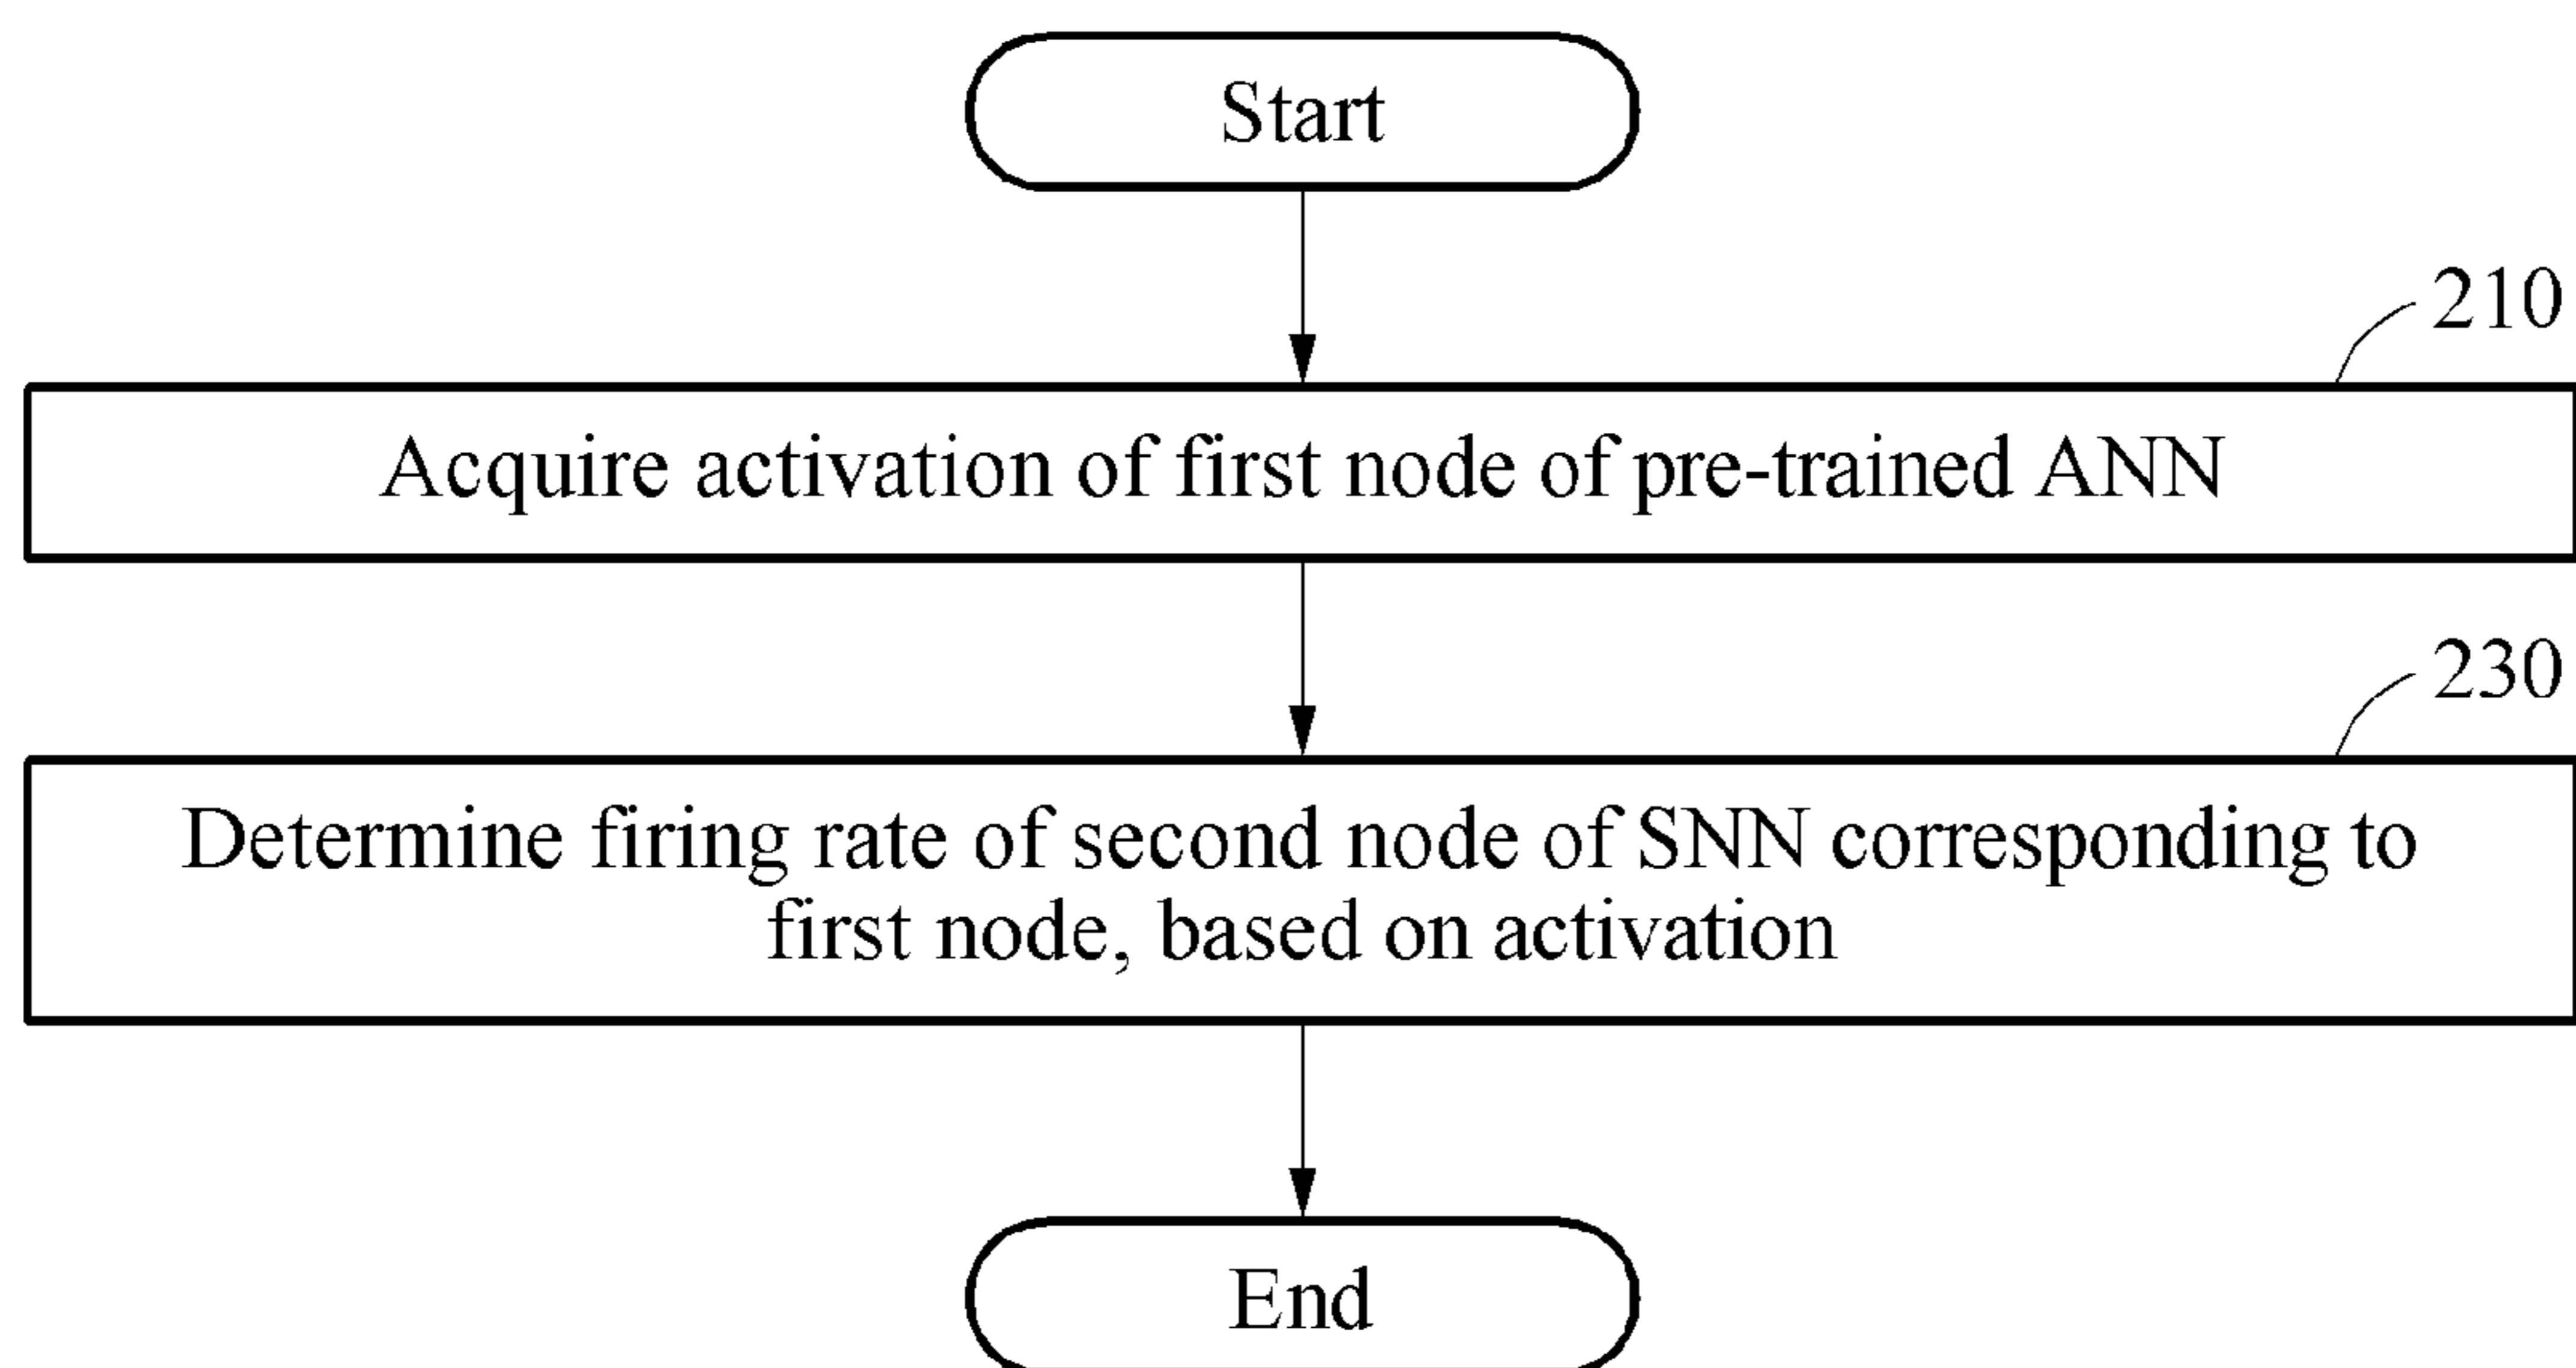 Start
210
Acquire activation of first node of pre-trained ANN
230
Determine firing rate of second node of SNN corresponding to
first node, based on activation
End